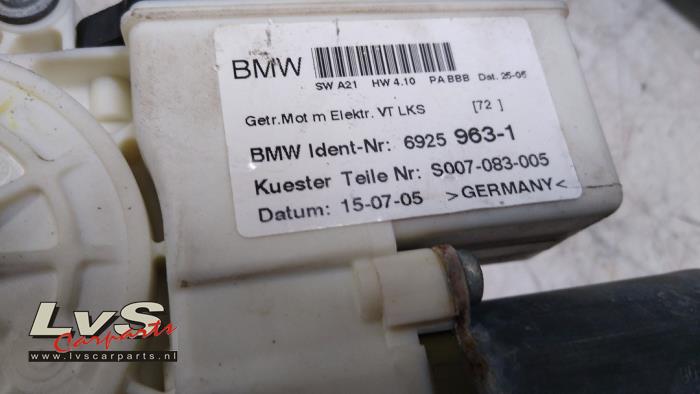 BMW
SW A21 HW 4.10 PA BBB Dat. 25-05
Getr.Mot m Elektr. VT LKS [72 ]
BMW Ident-Nr: 6925 963-1
Kuester Teile Nr: S007-083-005
Datum: 15-07-05 >GERMANY<
LvS
Carparts
www.lvscarparts.nl